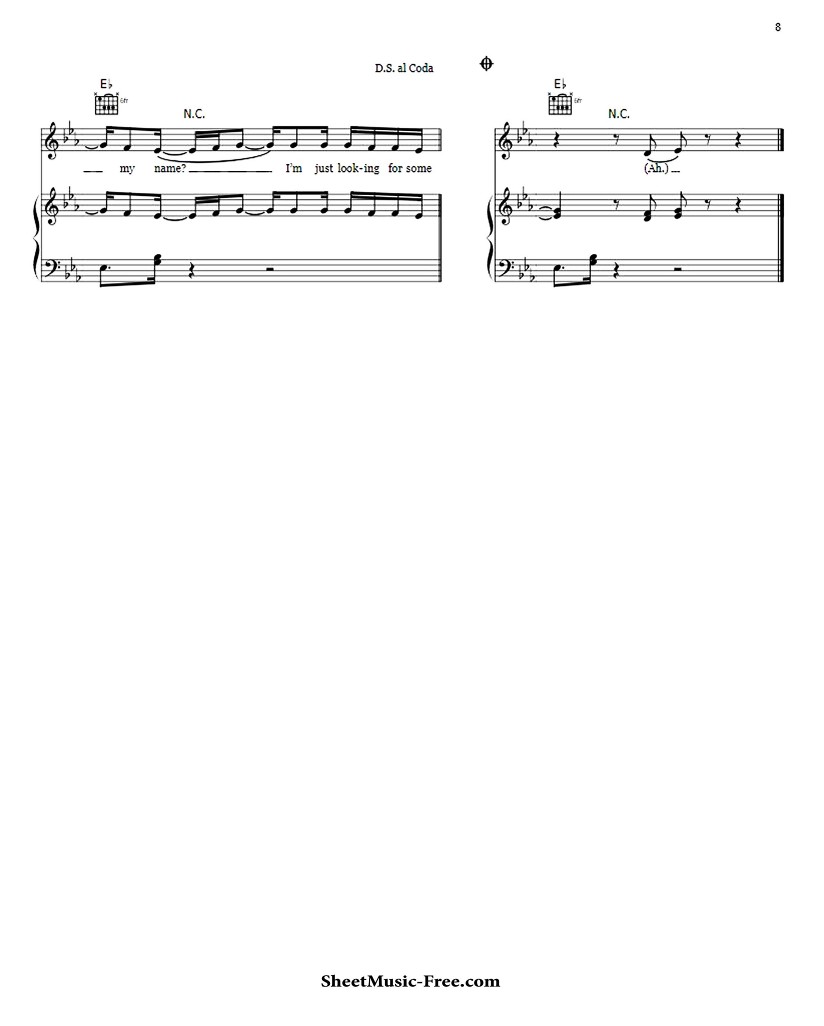 8
D.S. al Coda
E♭
6fr
N.C.
my name? I'm just look-ing for some
E♭
6fr
N.C.
(Ah.)
SheetMusic-Free.com